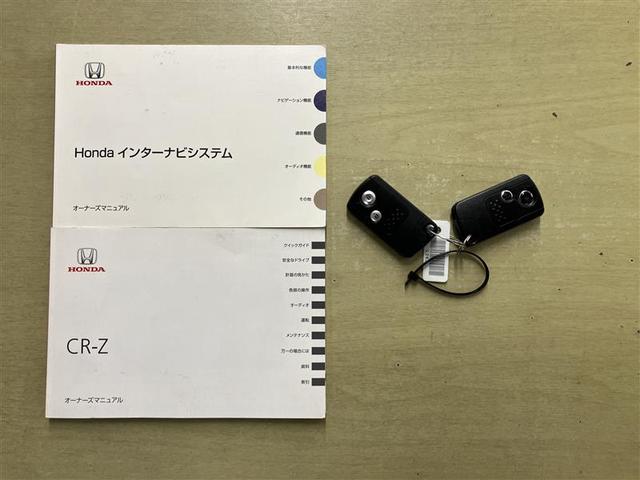 HONDA
基本的な機能
ナビゲーション機能
通信機能
Honda インターナビシステム
オーディオ機能
その他
オーナーズマニュアル
HONDA
クイックガイド
安全なドライブ
計器の見かた
各部の操作
オーディオ
運転
CR-Z
メンテナンス
万一の場合には
資料
索引
オーナーズマニュアル